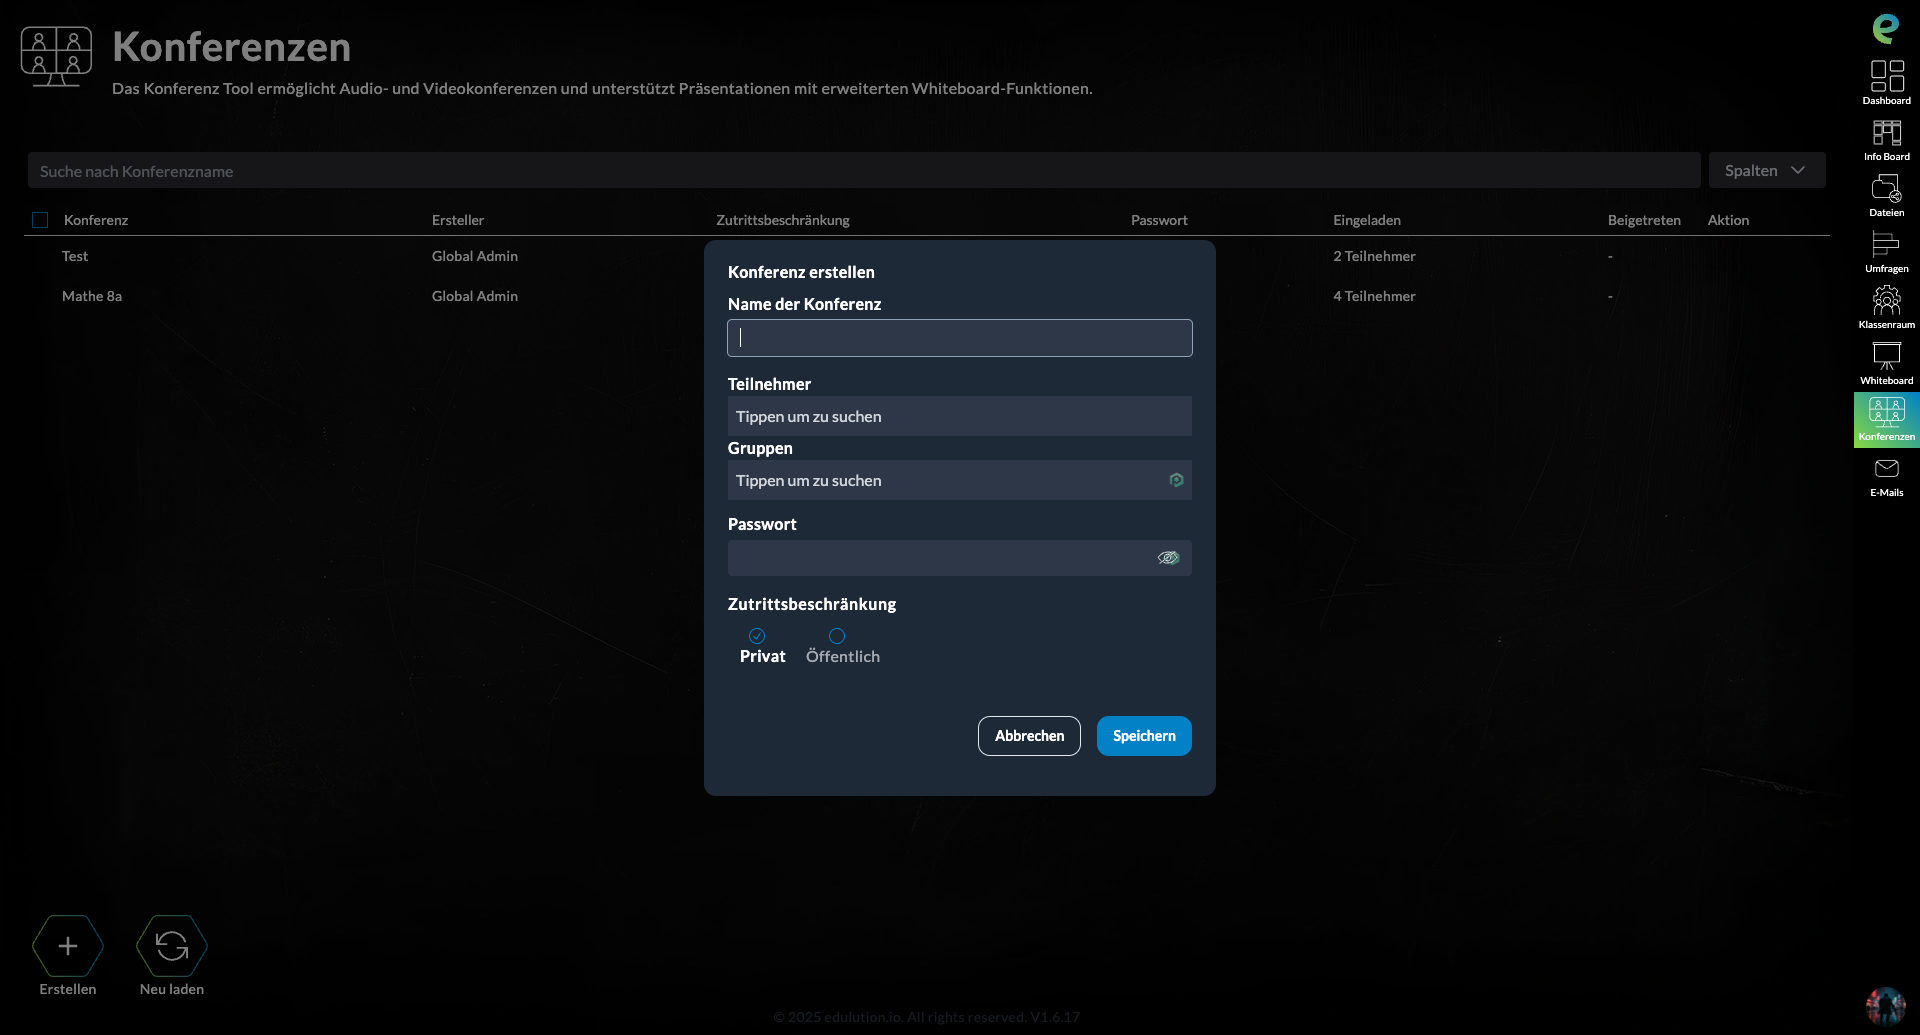 Konferenzen
Das Konferenz Tool ermöglicht Audio- und Videokonferenzen und unterstützt Präsentationen mit erweiterten Whiteboard-Funktionen.
Suche nach Konferenzname
Spalten
Konferenz Ersteller Zutrittsbeschränkung Passwort Eingeladen Beigetreten Aktion
Test Global Admin 2 Teilnehmer -
Mathe 8a Global Admin 4 Teilnehmer -
Konferenz erstellen
Name der Konferenz
Teilnehmer
Tippen um zu suchen
Gruppen
Tippen um zu suchen
Passwort
Zutrittsbeschränkung
Privat Öffentlich
Abbrechen Speichern
Erstellen Neu laden
© 2025 edulution.io. All rights reserved. V1.6.17
Dashboard
Info Board
Dateien
Umfragen
Klassenraum
Whiteboard
Konferenzen
E-Mails